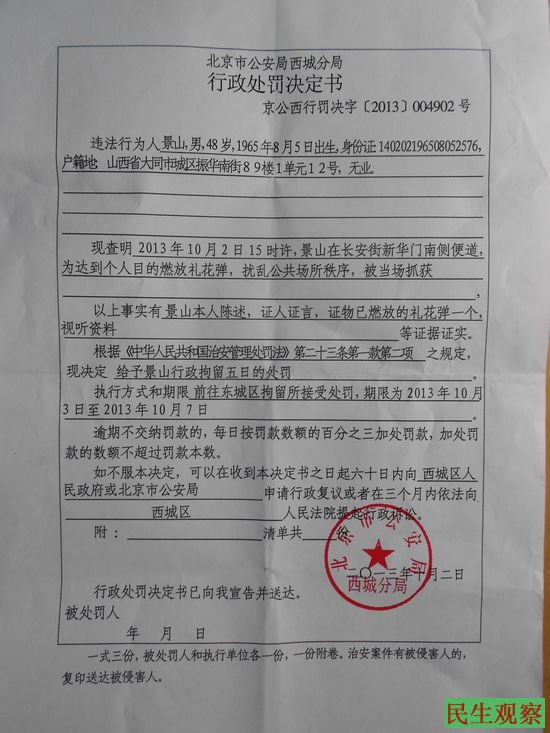 北京市公安局西城分局
行政处罚决定书
京公西行罚决字〔2013〕004902 号
违法行为人景山,男,48岁,1965年8月5日出生,身份证140202196508052576,
户籍地:山西省大同市城区振华南街89楼1单元12号,无业。
现查明 2013年10月2日15时许,景山在长安街新华门南侧便道,
为达到个人目的燃放礼花弹,扰乱公共场所秩序,被当场抓获
以上事实有景山本人陈述,证人证言,证物已燃放的礼花弹一个,
视听资料 等证据证实。
根据《中华人民共和国治安管理处罚法》第二十三条第一款第二项 之规定,
现决定 给予景山行政拘留五日的处罚 。
执行方式和期限 前往东城区拘留所接受处罚,期限为2013年10月
3日至2013年10月7日 。
逾期不交纳罚款的,每日按罚款数额的百分之三加处罚款,加处罚
款的数额不超过罚款本数。
如不服本决定,可以在收到本决定书之日起六十日内向 西城区人
民政府或北京市公安局 申请行政复议或者在三个月内依法向
西城区 人民法院提起行政诉讼。
附: 清单共 份
北京市公安局
西城分局
二〇一三年十月二日
行政处罚决定书已向我宣告并送达。
被处罚人
年 月 日
一式三份,被处罚人和执行单位各一份,一份附卷。治安案件有被侵害人的,
复印送达被侵害人。
民生观察